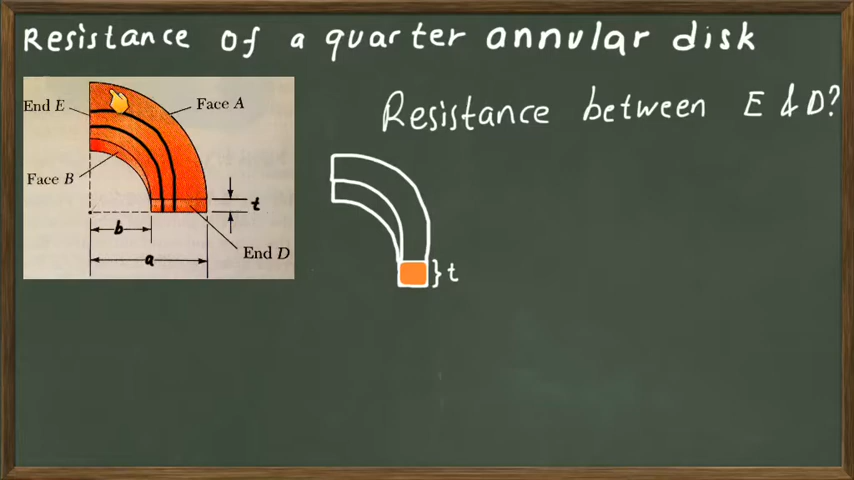 Resistance of a quarter annular disk
Resistance between E & D?
End E
Face A
Face B
t
b
End D
a
t